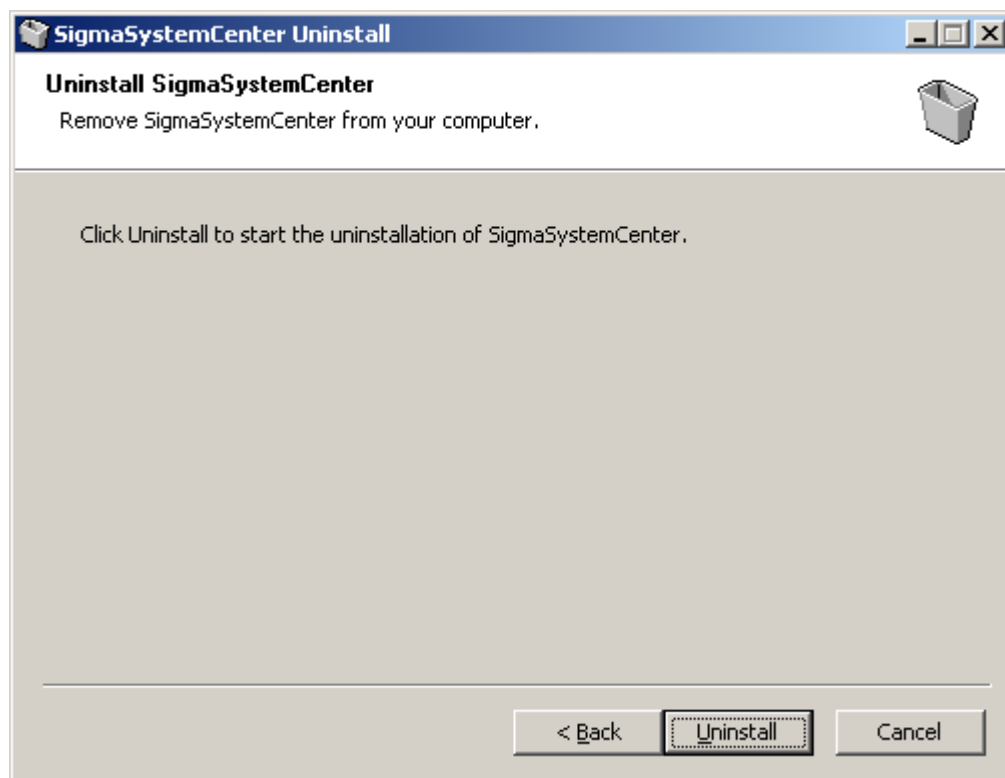 SigmaSystemCenter Uninstall
Uninstall SigmaSystemCenter
Remove SigmaSystemCenter from your computer.
Click Uninstall to start the uninstallation of SigmaSystemCenter.
< Back Uninstall Cancel